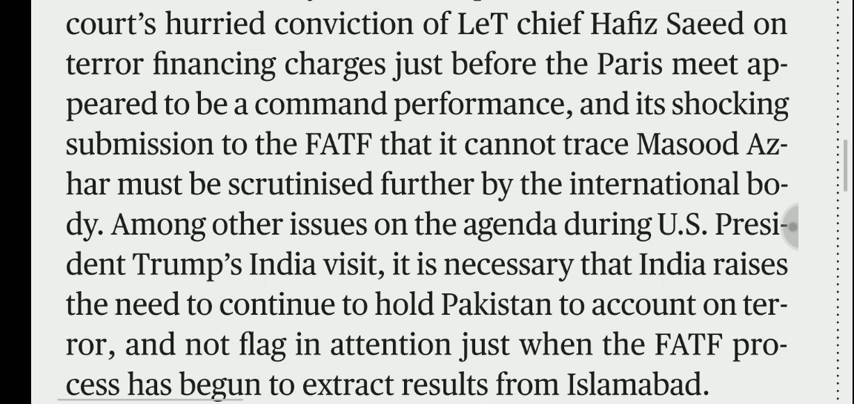 court’s hurried conviction of LeT chief Hafiz Saeed on
terror financing charges just before the Paris meet ap-
peared to be a command performance, and its shocking
submission to the FATF that it cannot trace Masood Az-
har must be scrutinised further by the international bo-
dy. Among other issues on the agenda during U.S. Presi-
dent Trump’s India visit, it is necessary that India raises
the need to continue to hold Pakistan to account on ter-
ror, and not flag in attention just when the FATF pro-
cess has begun to extract results from Islamabad.